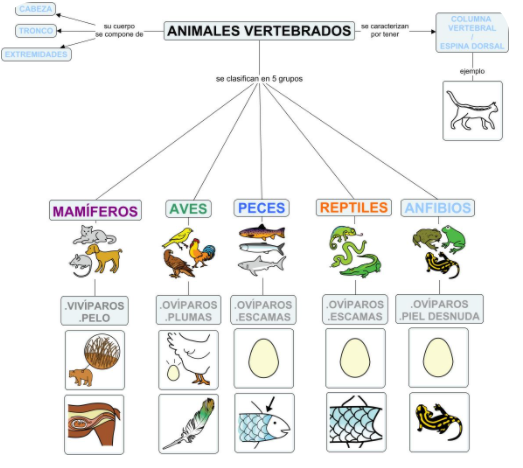 CABEZA
TRONCO
EXTREMIDADES
su cuerpo
se compone de
ANIMALES VERTEBRADOS
se caracterizan
por tener
COLUMNA
VERTEBRAL
/
ESPINA DORSAL
ejemplo
se clasifican en 5 grupos
MAMÍFEROS
AVES
PECES
REPTILES
ANFIBIOS
.VIVÍPAROS
.PELO
.OVÍPAROS
.PLUMAS
.OVÍPAROS
.ESCAMAS
.OVÍPAROS
.ESCAMAS
.OVÍPAROS
.PIEL DESNUDA